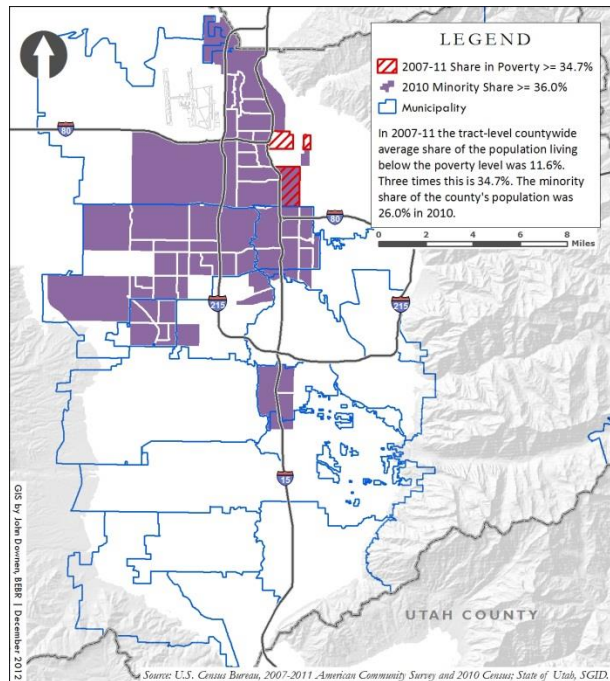 LEGEND
2007-11 Share in Poverty >= 34.7%
2010 Minority Share >= 36.0%
Municipality
In 2007-11 the tract-level countywide
average share of the population living
below the poverty level was 11.6%.
Three times this is 34.7%. The minority
share of the county's population was
26.0% in 2010.
0 2 4 6 8
Miles
80
80
215
215
15
UTAH COUNTY
GIS by John Downen, BEBR | December 2012
Source: U.S. Census Bureau, 2007-2011 American Community Survey and 2010 Census; State of Utah, SGID